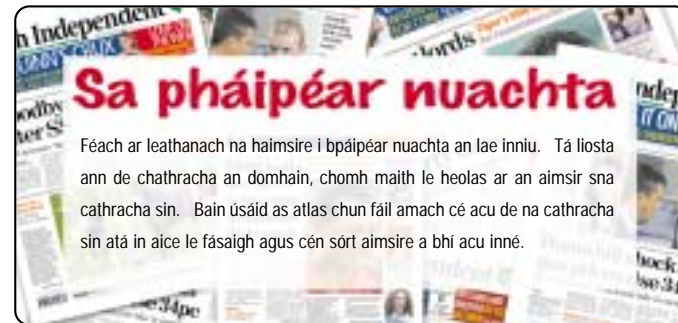 h Independent
Sa pháipéar nuachta
Féach ar leathanach na haimsire i bpáipéar nuachta an lae inniu. Tá liosta
ann de chathracha an domhain, chomh maith le heolas ar an aimsir sna
cathracha sin. Bain úsáid as atlas chun fáil amach cé acu de na cathracha
sin atá in aice le fásaigh agus cén sórt aimsire a bhí acu inné.